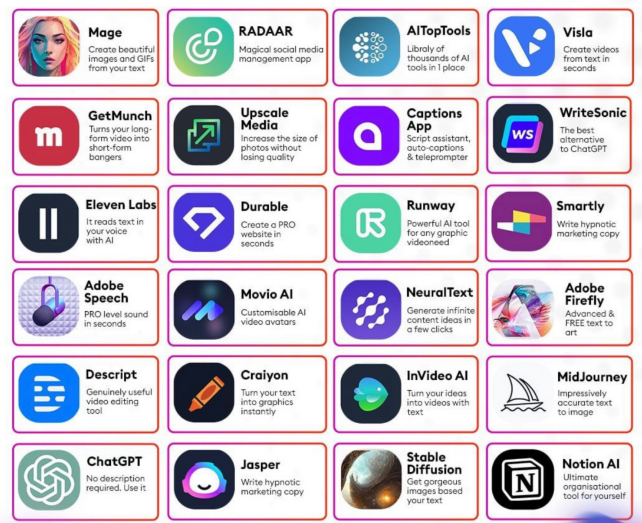 Mage
Create beautiful
images and GIFs
from your text
RADAAR
Magical social media
management app
AITopTools
Libraly of
thousands of AI
tools in 1 place
Visla
Create videos
from text in
seconds
m
GetMunch
Turns your long-
form video into
short-form
bangers
Upscale
Media
Increase the size of
photos without
losing quality
Captions
App
Script assistant,
auto-captions
& teleprompter
WS
WriteSonic
The best
alternative
to ChatGPT
Eleven Labs
It reads text in
your voice
with AI
Durable
Create a PRO
website in
seconds
R
Runway
Powerful AI tool
for any graphic
videoneed
Smartly
Write hypnotic
marketing copy
Adobe
Speech
PRO level sound
in seconds
Movio AI
Customisable AI
video avatars
NeuralText
Generate infinite
content ideas in
a few clicks
Adobe
Firefly
Advanced &
FREE text to
art
Descript
Genuinely useful
video editing
tool
Craiyon
Turn your text
into graphics
instantly
InVideo AI
Turn your ideas
into videos with
text
MidJourney
Impressively
accurate text
to image
ChatGPT
No description
required. Use it
Jasper
Write hypnotic
marketing copy
Stable
Diffusion
Get gorgeous
images based
your text
N
Notion AI
Ultimate
organisational
tool for yourself